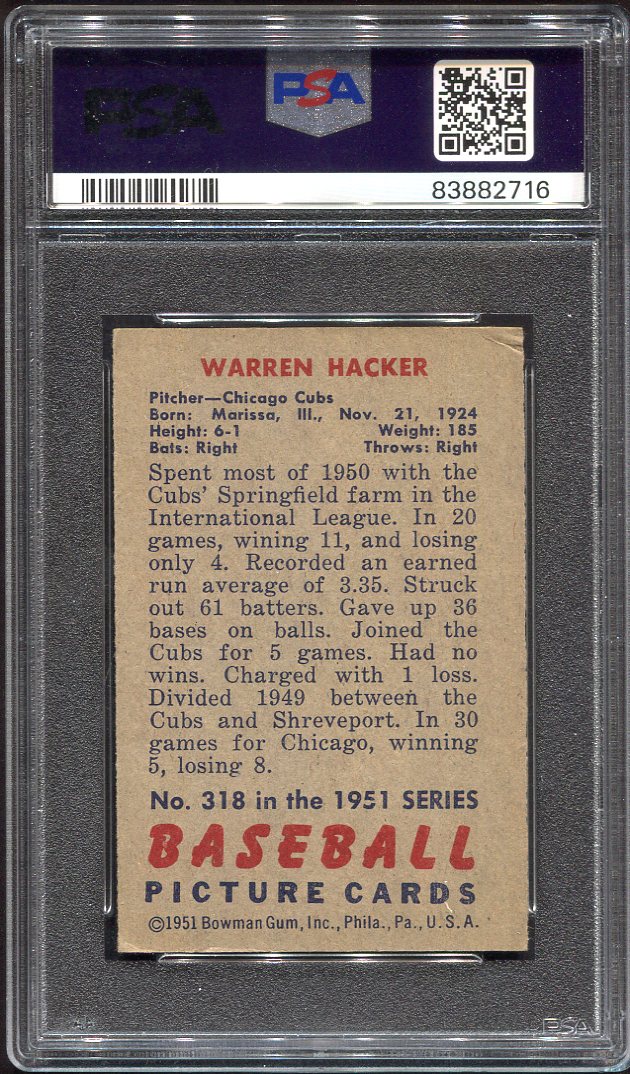 PSA
PSA
83882716
WARREN HACKER
Pitcher—Chicago Cubs
Born: Marissa, Ill., Nov. 21, 1924
Height: 6-1 Weight: 185
Bats: Right Throws: Right
Spent most of 1950 with the
Cubs' Springfield farm in the
International League. In 20
games, wining 11, and losing
only 4. Recorded an earned
run average of 3.35. Struck
out 61 batters. Gave up 36
bases on balls. Joined the
Cubs for 5 games. Had no
wins. Charged with 1 loss.
Divided 1949 between the
Cubs and Shreveport. In 30
games for Chicago, winning
5, losing 8.
No. 318 in the 1951 SERIES
BASEBALL
PICTURE CARDS
©1951 Bowman Gum, Inc., Phila., Pa., U.S.A.
PSA